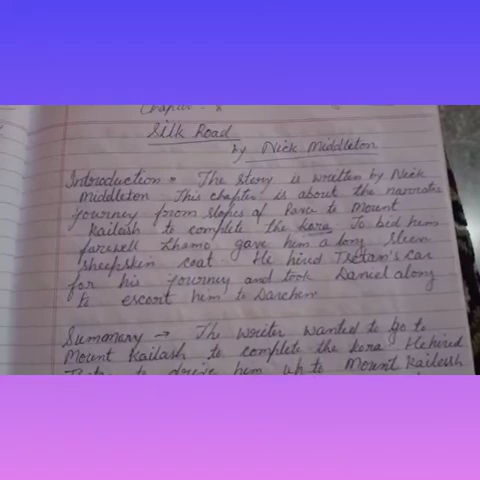 Chapter - 8
Silk Road
by Nick Middleton
Introduction → The story is written by Nick
Middleton This chapter is about the narrator
journey from slopes of Ravu to Mount
Kailash to complete the kora To bid him
farewell Lhamo gave him a long sleen
sheepskin coat. He hired Tsetan's car
for his journey and took Daniel along
to escort him to Darchen
Summary → The writer wanted to go to
Mount Kailash to complete the kora He hired
to drive him up to Mount Kailash